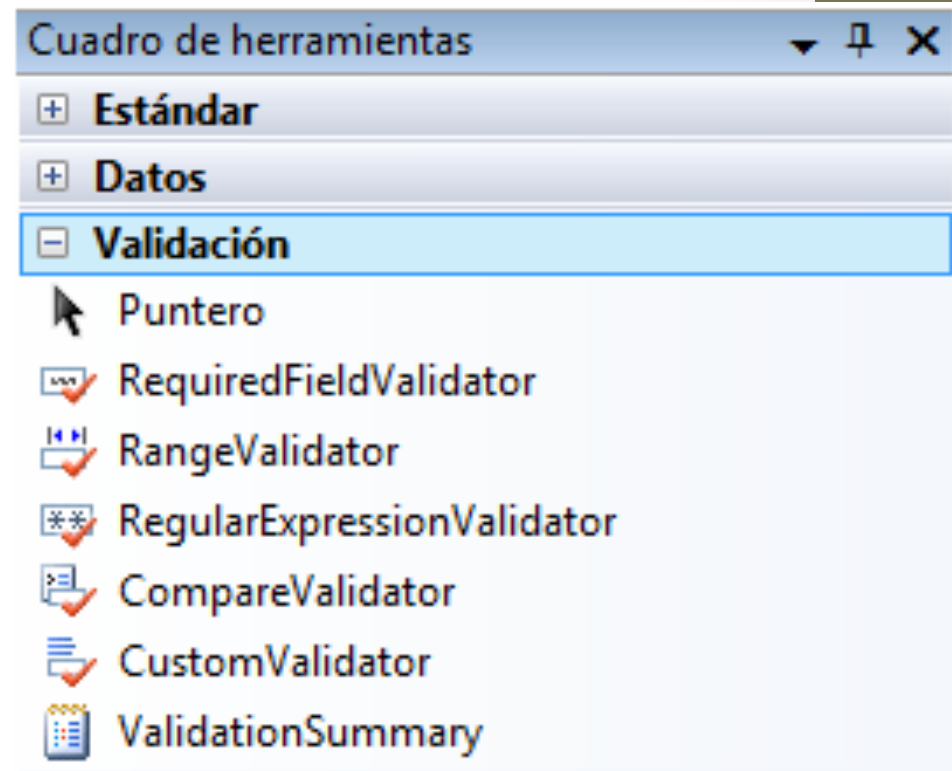 Cuadro de herramientas
Estándar
Datos
Validación
Puntero
RequiredFieldValidator
RangeValidator
RegularExpressionValidator
CompareValidator
CustomValidator
ValidationSummary